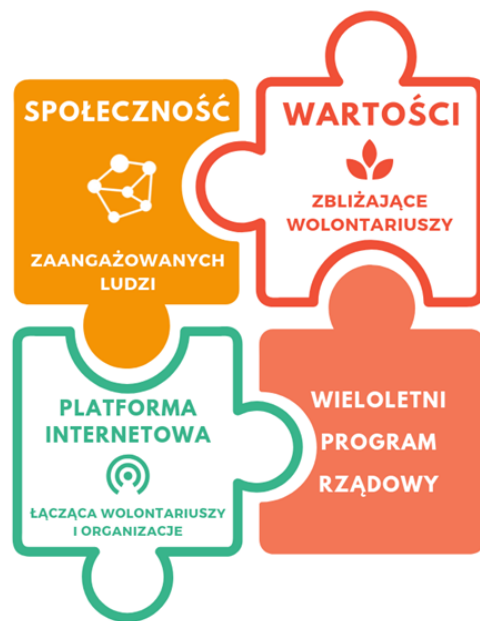 SPOŁECZNOŚĆ
ZAANGAŻOWANYCH
LUDZI
WARTOŚCI
ZBLIŻAJĄCE
WOLONTARIUSZY
PLATFORMA
INTERNETOWA
ŁĄCZĄCA WOLONTARIUSZY
I ORGANIZACJE
WIELOLETNI
PROGRAM
RZĄDOWY